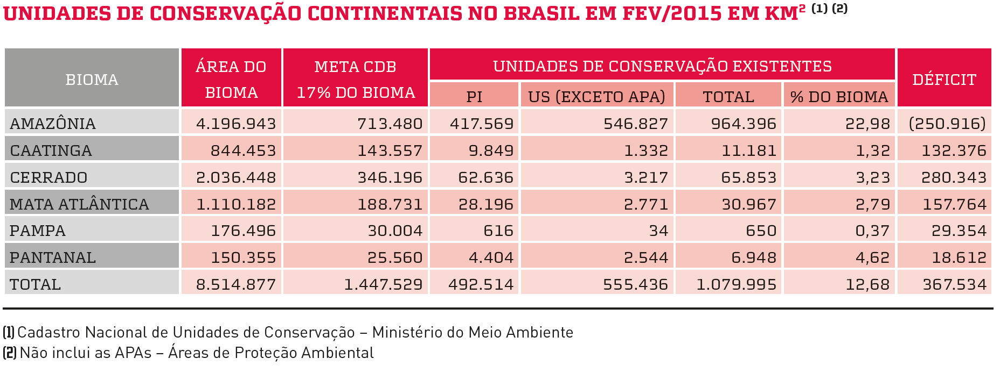 UNIDADES DE CONSERVAÇÃO CONTINENTAIS NO BRASIL EM FEV/2015 EM KM² (1) (2)
BIOMA
ÁREA DO BIOMA
META CDB 17% DO BIOMA
UNIDADES DE CONSERVAÇÃO EXISTENTES
DÉFICIT
PI US (EXCETO APA) TOTAL % DO BIOMA
AMAZÔNIA 4.196.943 713.480 417.569 546.827 964.396 22,98 (250.916)
CAATINGA 844.453 143.557 9.849 1.332 11.181 1,32 132.376
CERRADO 2.036.448 346.196 62.636 3.217 65.853 3,23 280.343
MATA ATLÂNTICA 1.110.182 188.731 28.196 2.771 30.967 2,79 157.764
PAMPA 176.496 30.004 616 34 650 0,37 29.354
PANTANAL 150.355 25.560 4.404 2.544 6.948 4,62 18.612
TOTAL 8.514.877 1.447.529 492.514 555.436 1.079.995 12,68 367.534
(1) Cadastro Nacional de Unidades de Conservação – Ministério do Meio Ambiente
(2) Não inclui as APAs – Áreas de Proteção Ambiental